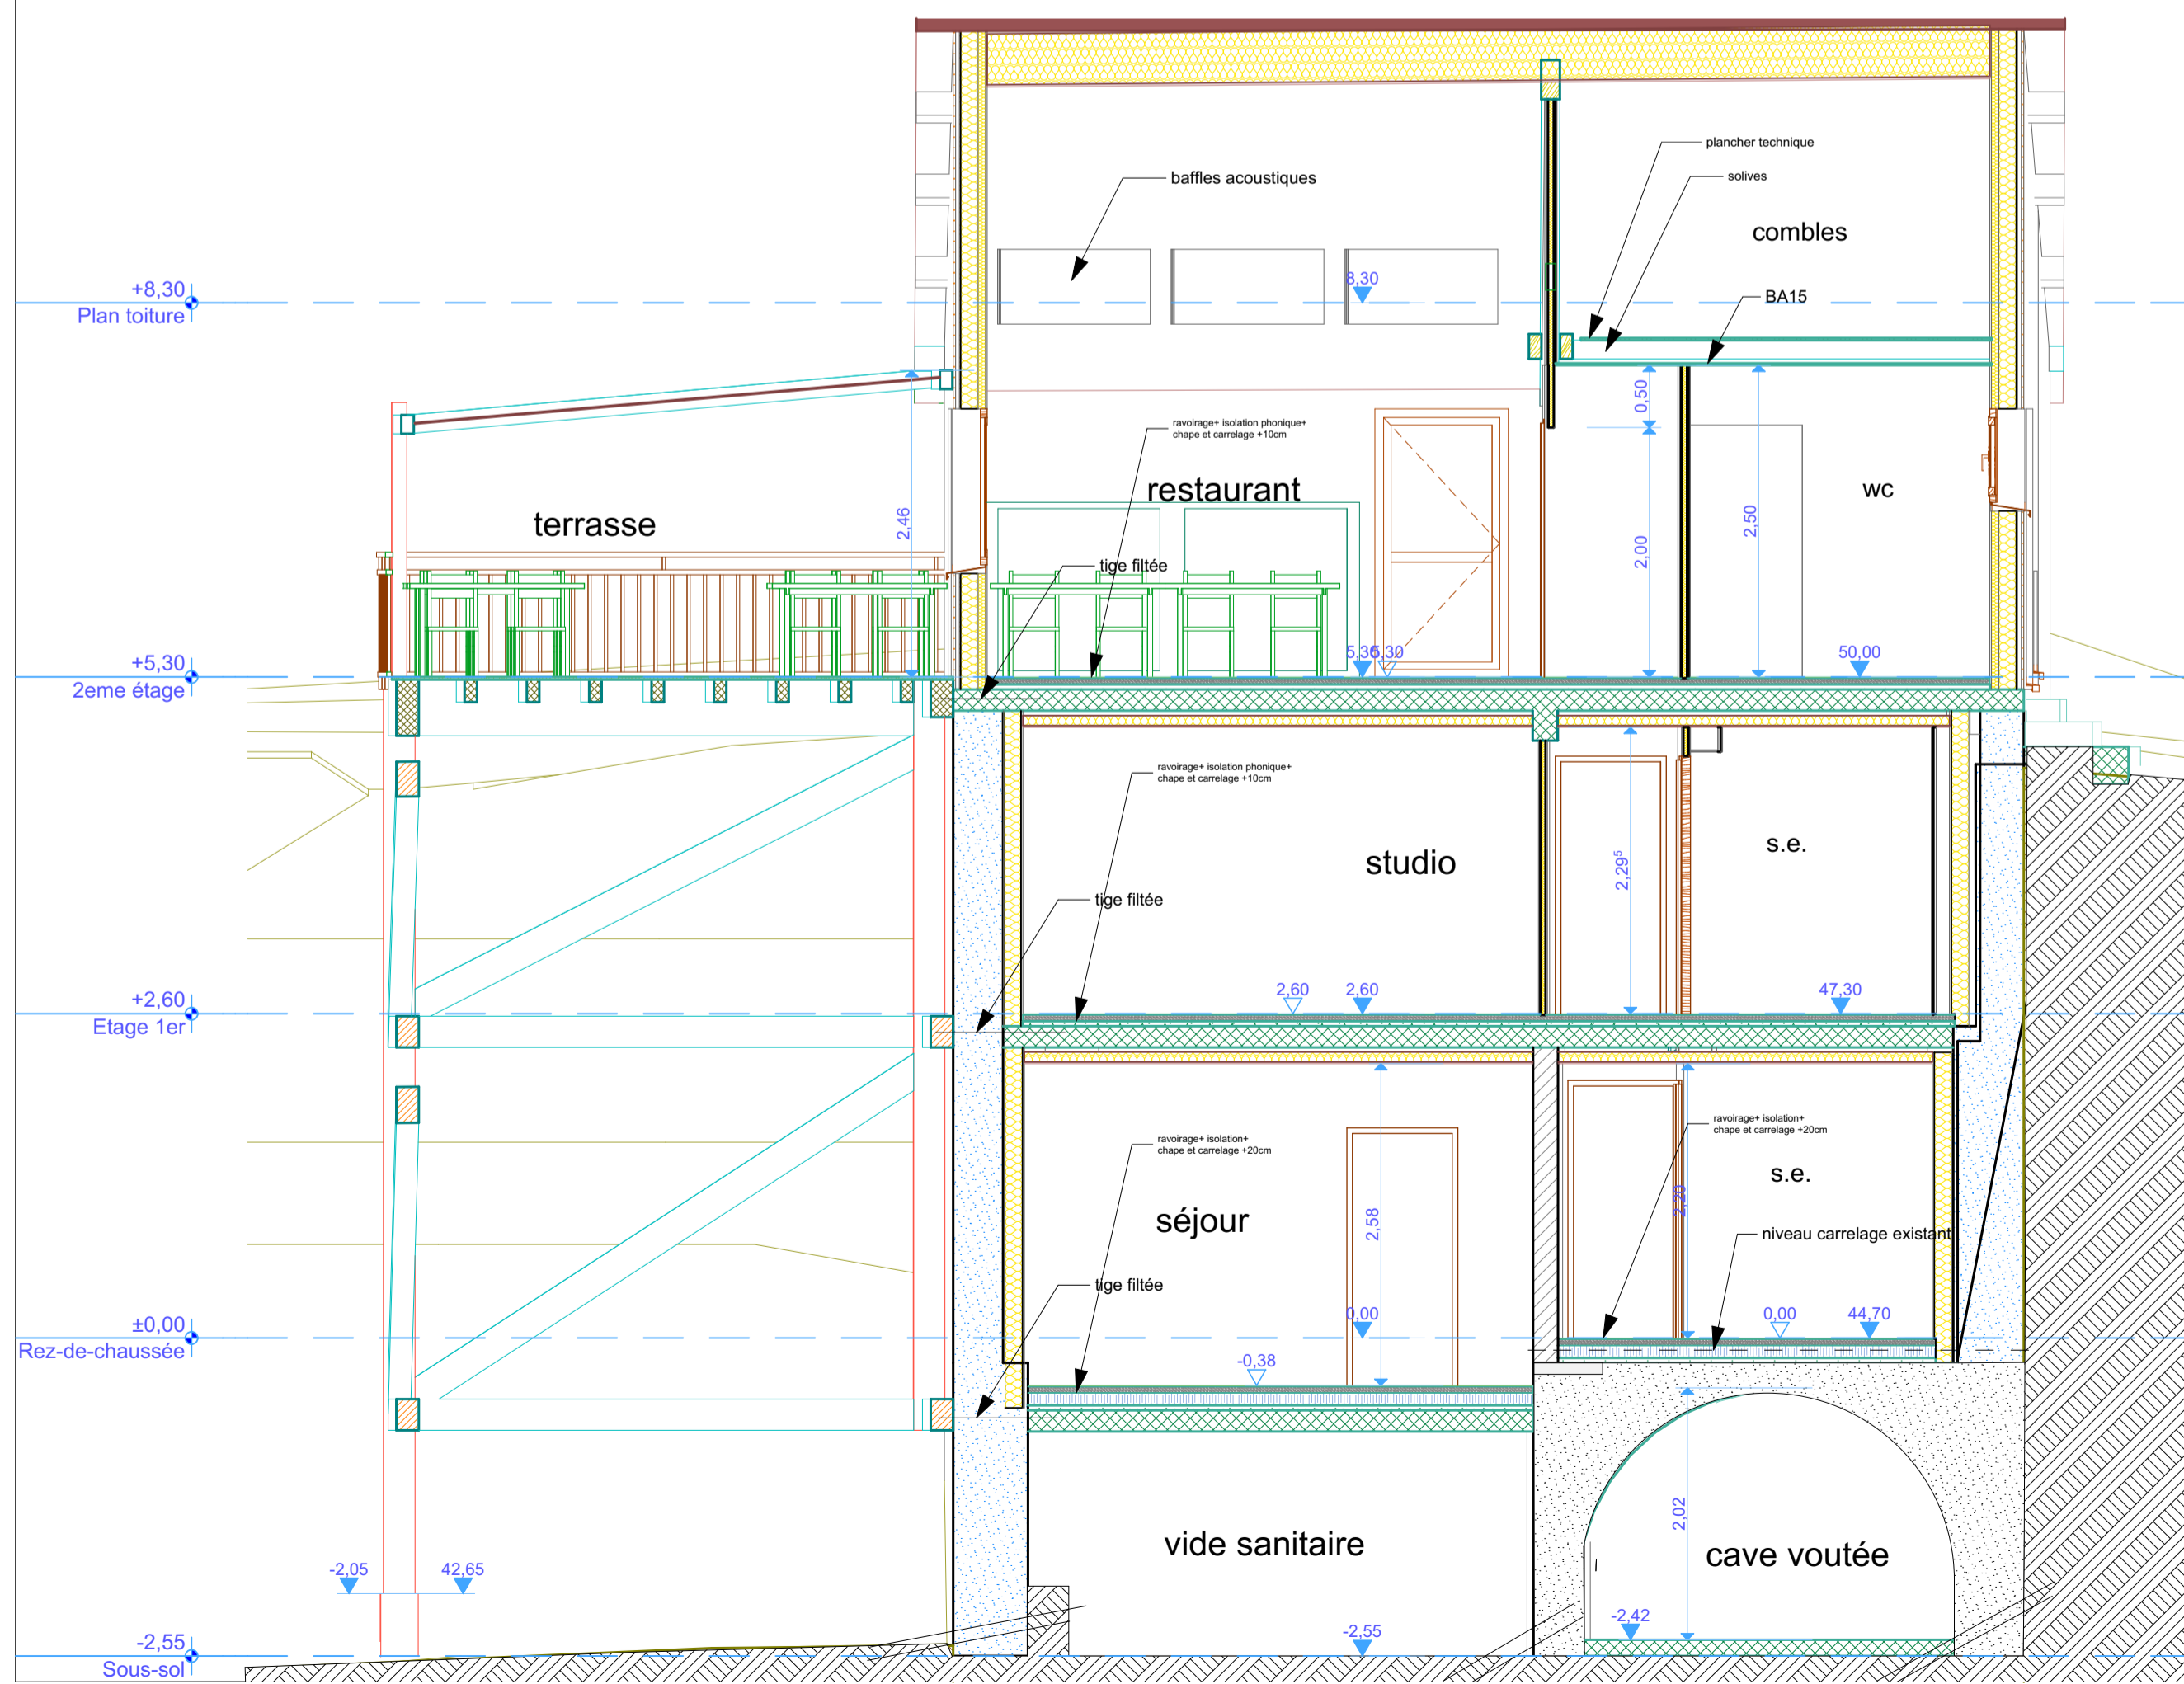 plancher technique
solives
baffles acoustiques
combles
+8,30
Plan toiture
8,30
BA15
0,50
ravoirage+ isolation phonique+
chape et carrelage +10cm
restaurant
wc
terrasse
2,46
2,50
2,00
tige filtée
+5,30
2eme étage
5,30
50,00
ravoirage+ isolation phonique+
chape et carrelage +10cm
studio
s.e.
2,29⁵
tige filtée
+2,60
Etage 1er
2,60
2,60
47,30
ravoirage+ isolation+
chape et carrelage +20cm
ravoirage+ isolation+
chape et carrelage +20cm
s.e.
2,20
séjour
2,58
niveau carrelage existant
tige filtée
±0,00
Rez-de-chaussée
0,00
0,00
44,70
-0,38
2,02
vide sanitaire
cave voutée
-2,05
42,65
-2,42
-2,55
-2,55
Sous-sol